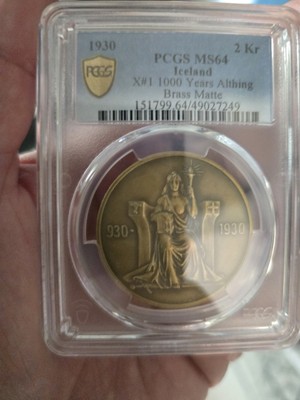 1930 2 Kr
PCGS MS64
Iceland
X#1 1000 Years Althing
Brass Matte
151799.64/49027249
PCGS
930 - 1930